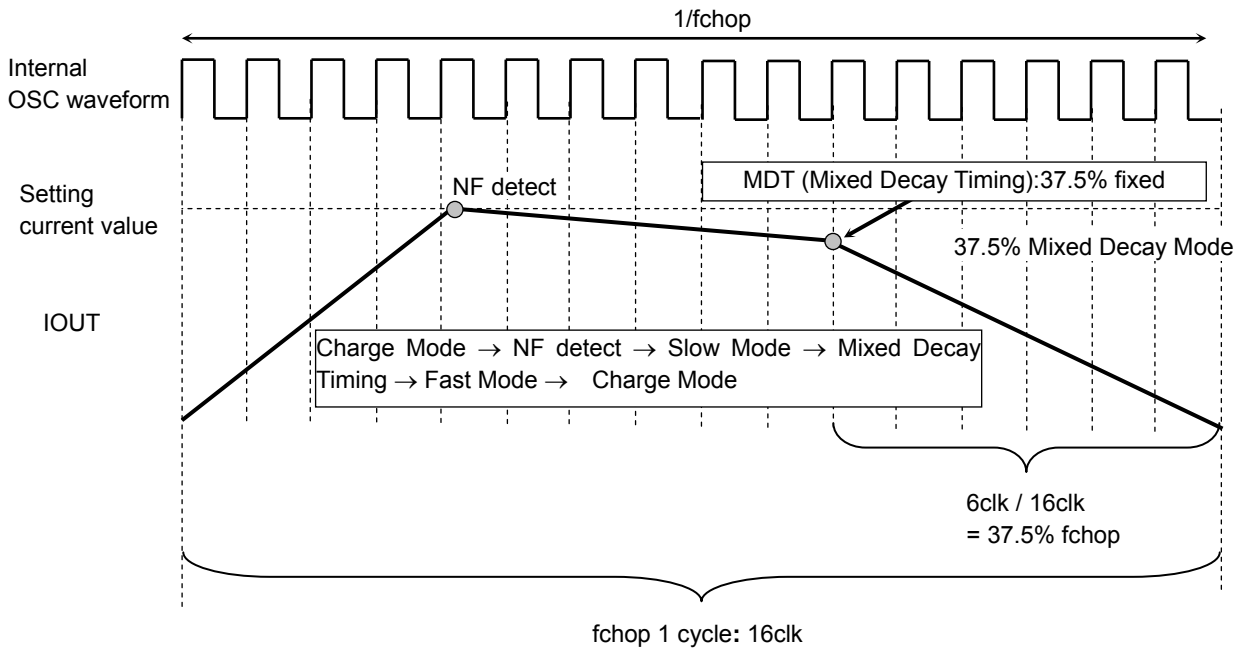 1/fchop
Internal
OSC waveform
Setting
current value
NF detect
MDT (Mixed Decay Timing):37.5% fixed
37.5% Mixed Decay Mode
IOUT
Charge Mode → NF detect → Slow Mode → Mixed Decay
Timing → Fast Mode → Charge Mode
6clk / 16clk
= 37.5% fchop
fchop 1 cycle: 16clk